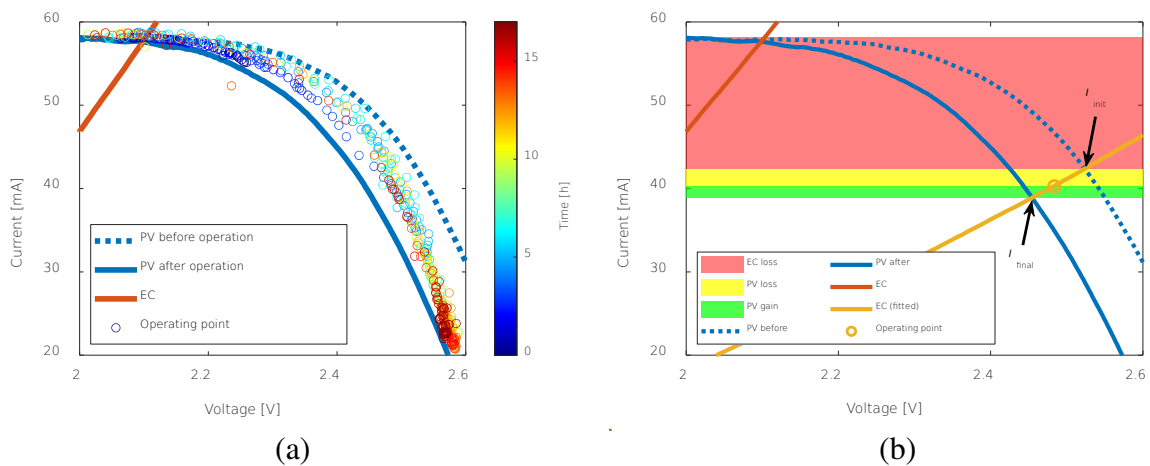 60
50
40
30
20
Current [mA]
2
2.2
2.4
2.6
Voltage [V]
PV before operation
PV after operation
EC
Operating point
15
10
5
0
Time [h]
(a)
60
50
40
30
20
Current [mA]
2
2.2
2.4
2.6
Voltage [V]
I init
I final
EC loss
PV loss
PV gain
PV before
PV after
EC
EC (fitted)
Operating point
(b)